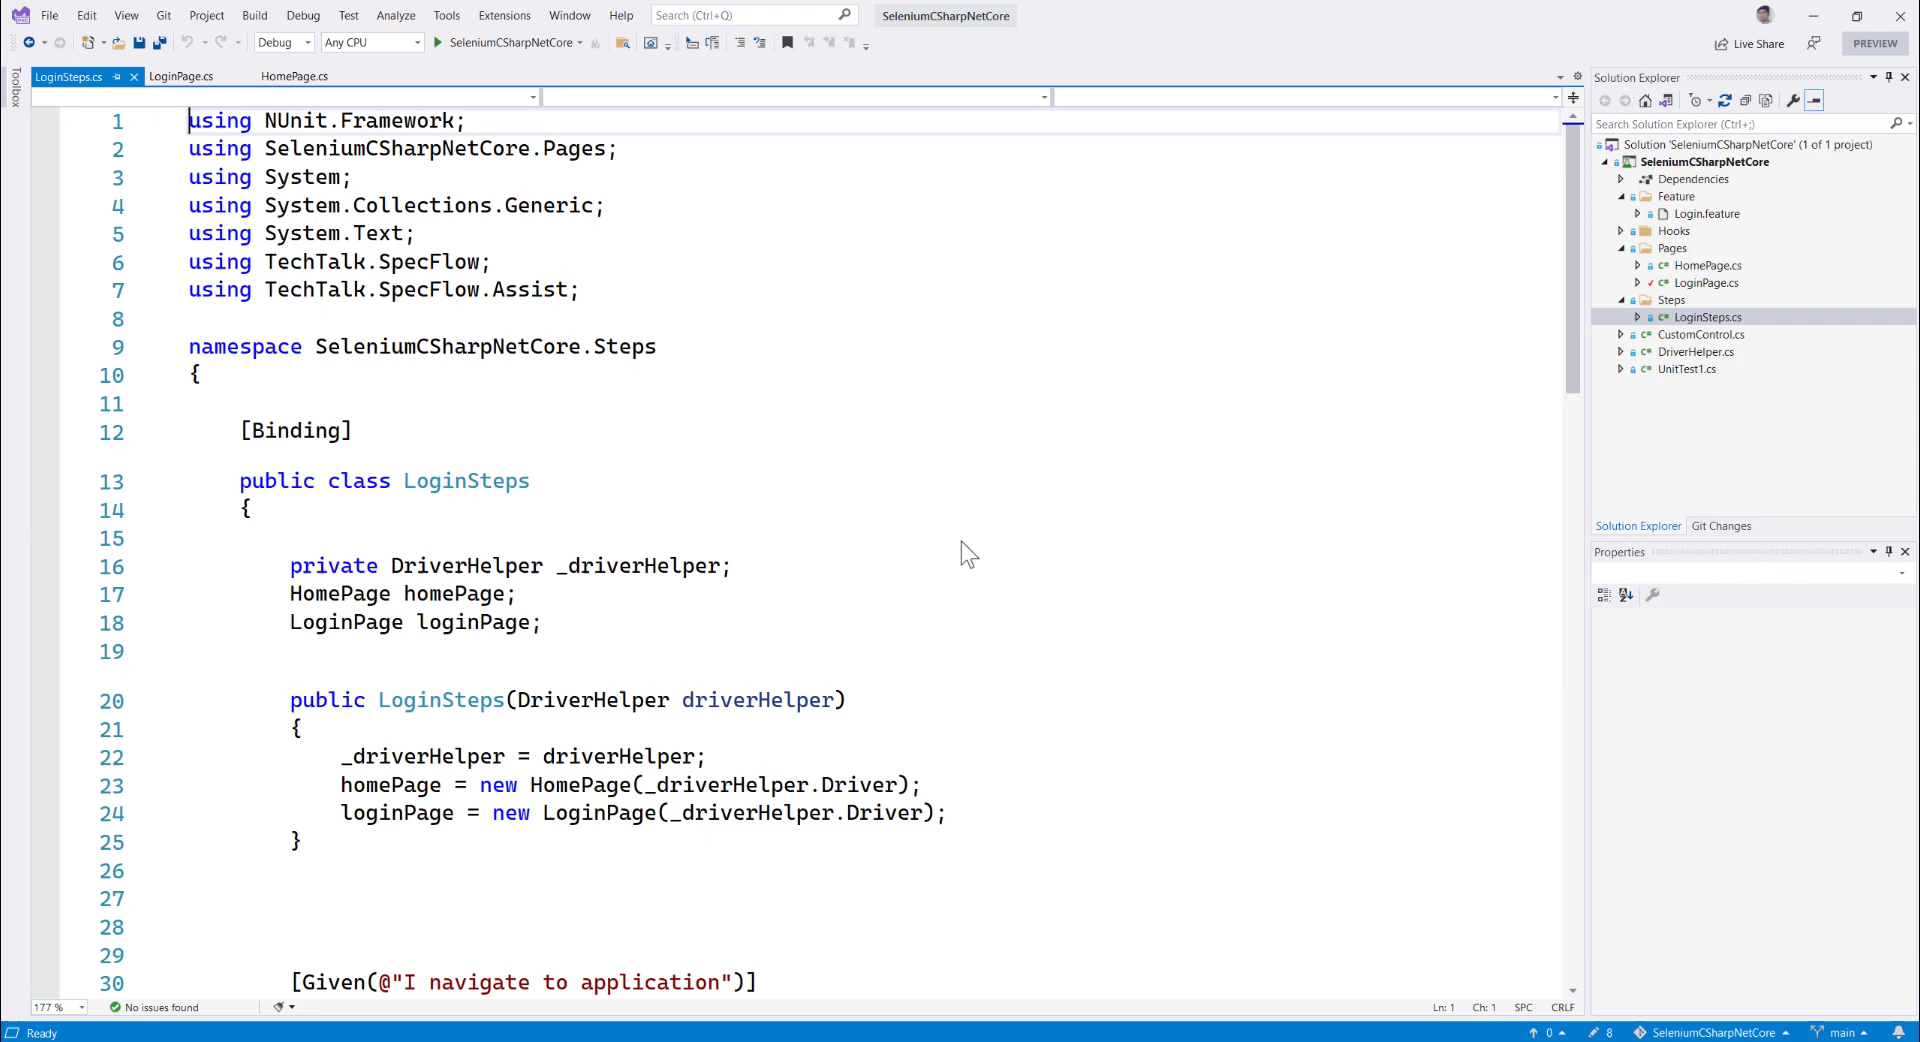 File Edit View Git Project Build Debug Test Analyze Tools Extensions Window Help Search (Ctrl+Q) SeleniumCSharpNetCore
Debug Any CPU SeleniumCSharpNetCore Live Share PREVIEW
Toolbox
LoginSteps.cs LoginPage.cs HomePage.cs
1 using NUnit.Framework;
2 using SeleniumCSharpNetCore.Pages;
3 using System;
4 using System.Collections.Generic;
5 using System.Text;
6 using TechTalk.SpecFlow;
7 using TechTalk.SpecFlow.Assist;
8
9 namespace SeleniumCSharpNetCore.Steps
10 {
11
12 [Binding]
13 public class LoginSteps
14 {
15
16 private DriverHelper _driverHelper;
17 HomePage homePage;
18 LoginPage loginPage;
19
20 public LoginSteps(DriverHelper driverHelper)
21 {
22 _driverHelper = driverHelper;
23 homePage = new HomePage(_driverHelper.Driver);
24 loginPage = new LoginPage(_driverHelper.Driver);
25 }
26
27
28
29
30 [Given(@"I navigate to application")]
177 % No issues found Ln: 1 Ch: 1 SPC CRLF
Solution Explorer
Search Solution Explorer (Ctrl+;)
Solution 'SeleniumCSharpNetCore' (1 of 1 project)
SeleniumCSharpNetCore
Dependencies
Feature
Login.feature
Hooks
Pages
HomePage.cs
LoginPage.cs
Steps
LoginSteps.cs
CustomControl.cs
DriverHelper.cs
UnitTest1.cs
Solution Explorer Git Changes
Properties
Ready 0 8 SeleniumCSharpNetCore main